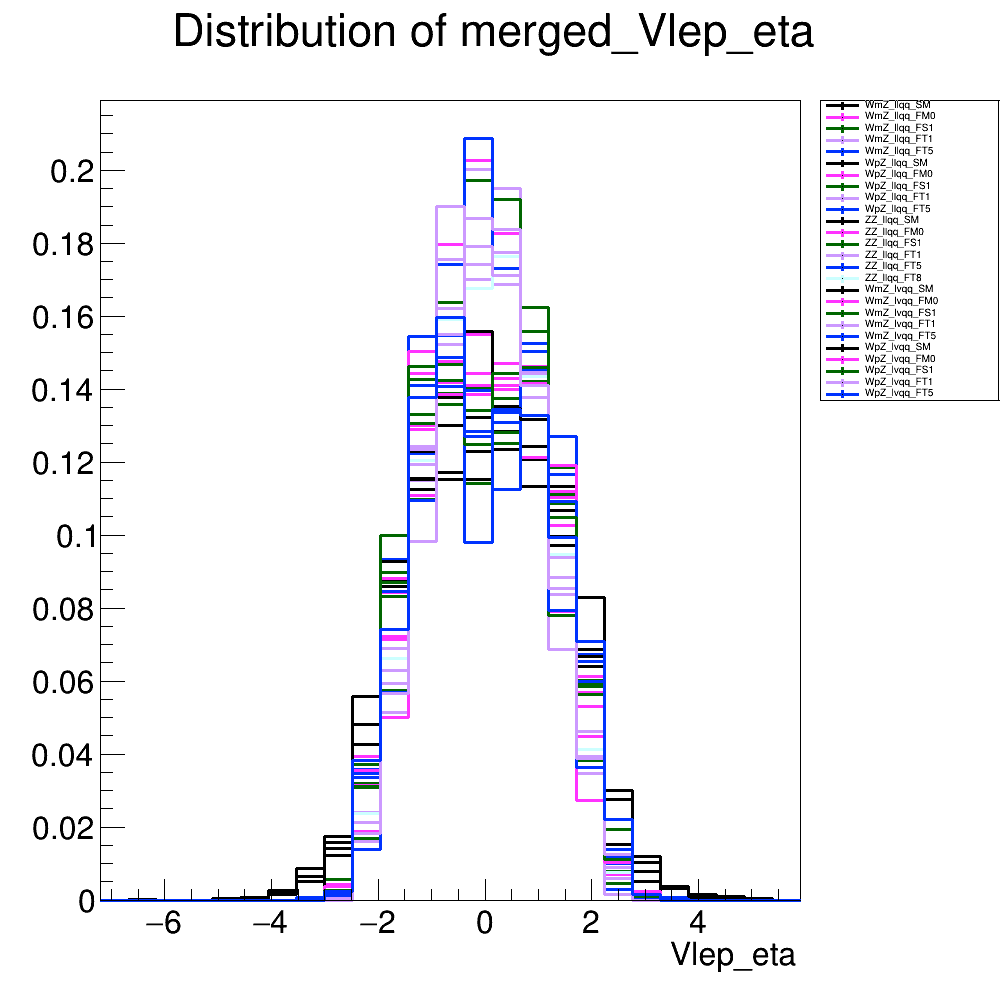 Distribution of merged_Vlep_eta
WmZ_llqq_SM
WmZ_llqq_FM0
WmZ_llqq_FS1
WmZ_llqq_FT1
WmZ_llqq_FT5
WpZ_llqq_SM
WpZ_llqq_FM0
WpZ_llqq_FS1
WpZ_llqq_FT1
WpZ_llqq_FT5
ZZ_llqq_SM
ZZ_llqq_FM0
ZZ_llqq_FS1
ZZ_llqq_FT1
ZZ_llqq_FT5
ZZ_llqq_FT8
WmZ_lvqq_SM
WmZ_lvqq_FM0
WmZ_lvqq_FS1
WmZ_lvqq_FT1
WmZ_lvqq_FT5
WpZ_lvqq_SM
WpZ_lvqq_FM0
WpZ_lvqq_FS1
WpZ_lvqq_FT1
WpZ_lvqq_FT5
0.2
0.18
0.16
0.14
0.12
0.1
0.08
0.06
0.04
0.02
0
−6 −4 −2 0 2 4
Vlep_eta